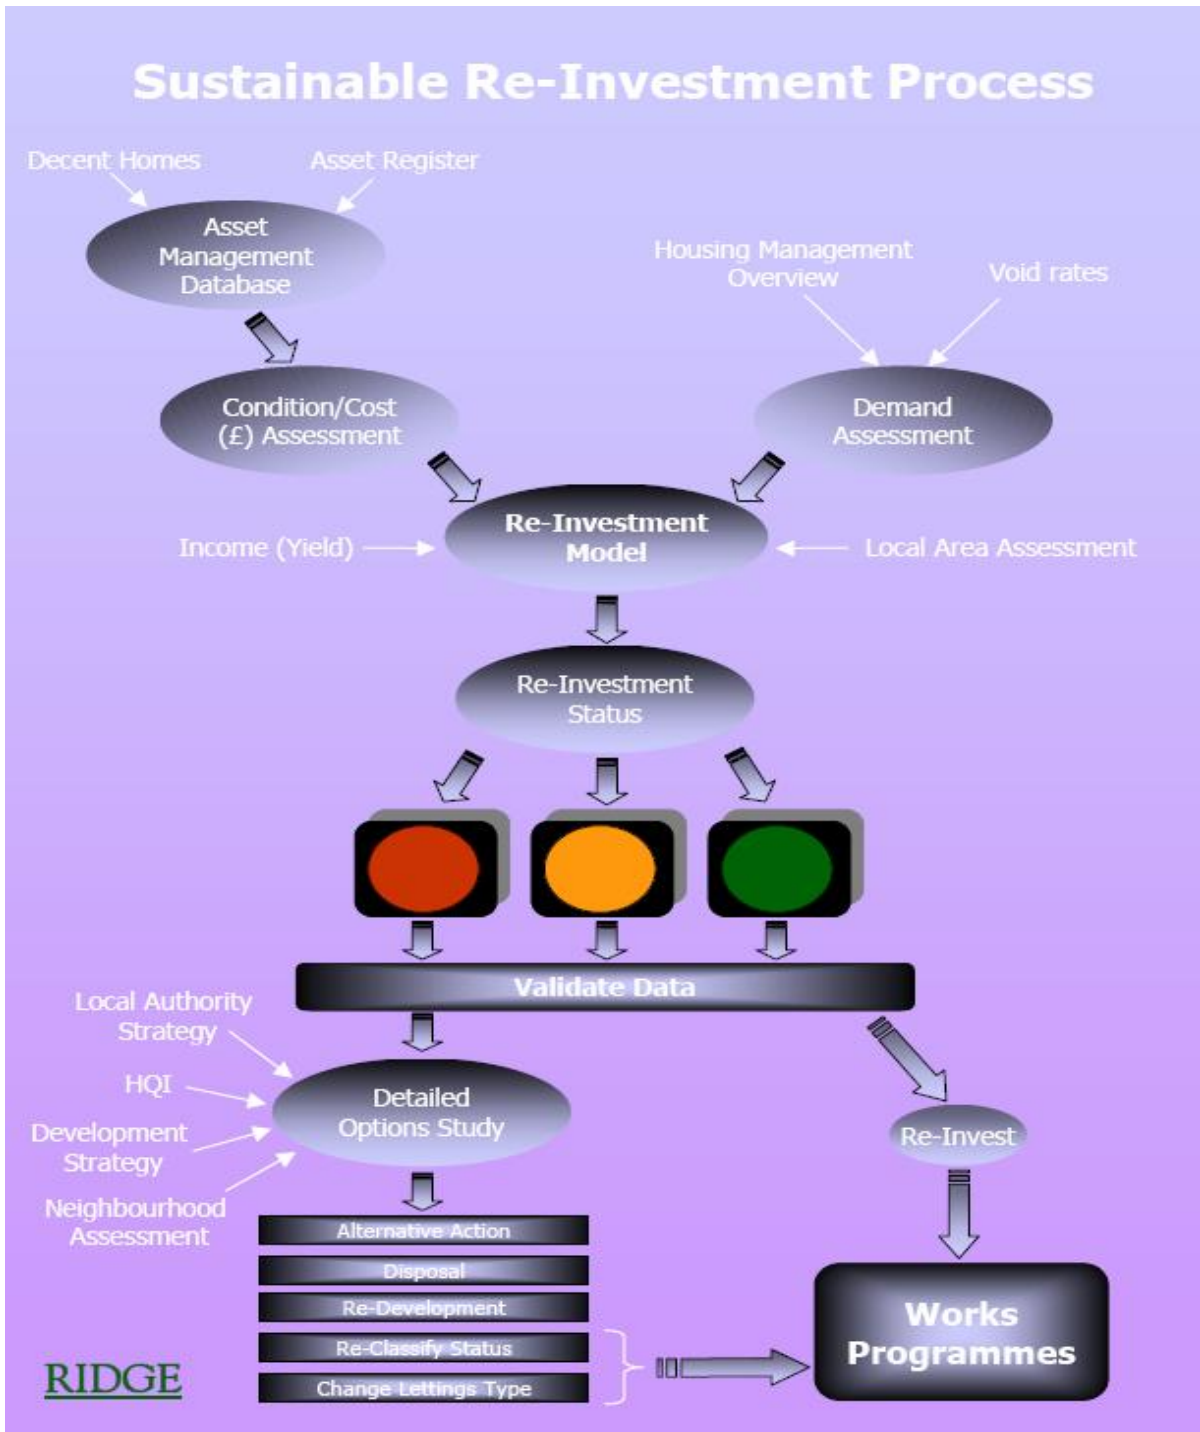 Sustainable Re-Investment Process
Decent Homes
Asset Register
Asset
Management
Database
Housing Management
Overview
Void rates
Condition/Cost
(£) Assessment
Demand
Assessment
Re-Investment
Model
Income (Yield)
Local Area Assessment
Re-Investment
Status
Validate Data
Local Authority
Strategy
HQI
Development
Strategy
Neighbourhood
Assessment
Detailed
Options Study
Re-Invest
Alternative Action
Disposal
Re-Development
Re-Classify Status
Change Lettings Type
Works
Programmes
RIDGE